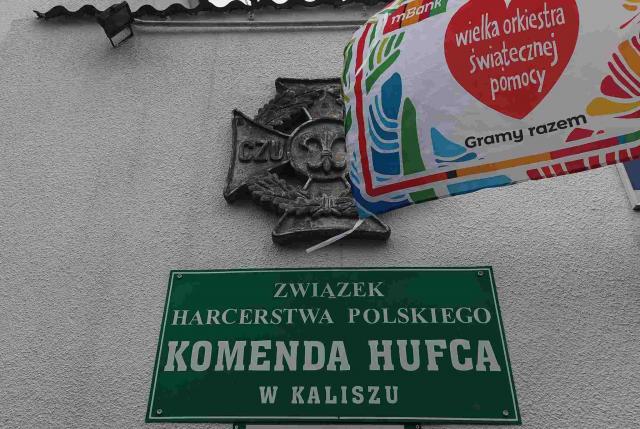 mBank
wielka orkiestra
świątecznej
pomocy
Gramy razem
CZU
ZWIĄZEK
HARCERSTWA POLSKIEGO
KOMENDA HUFCA
W KALISZU